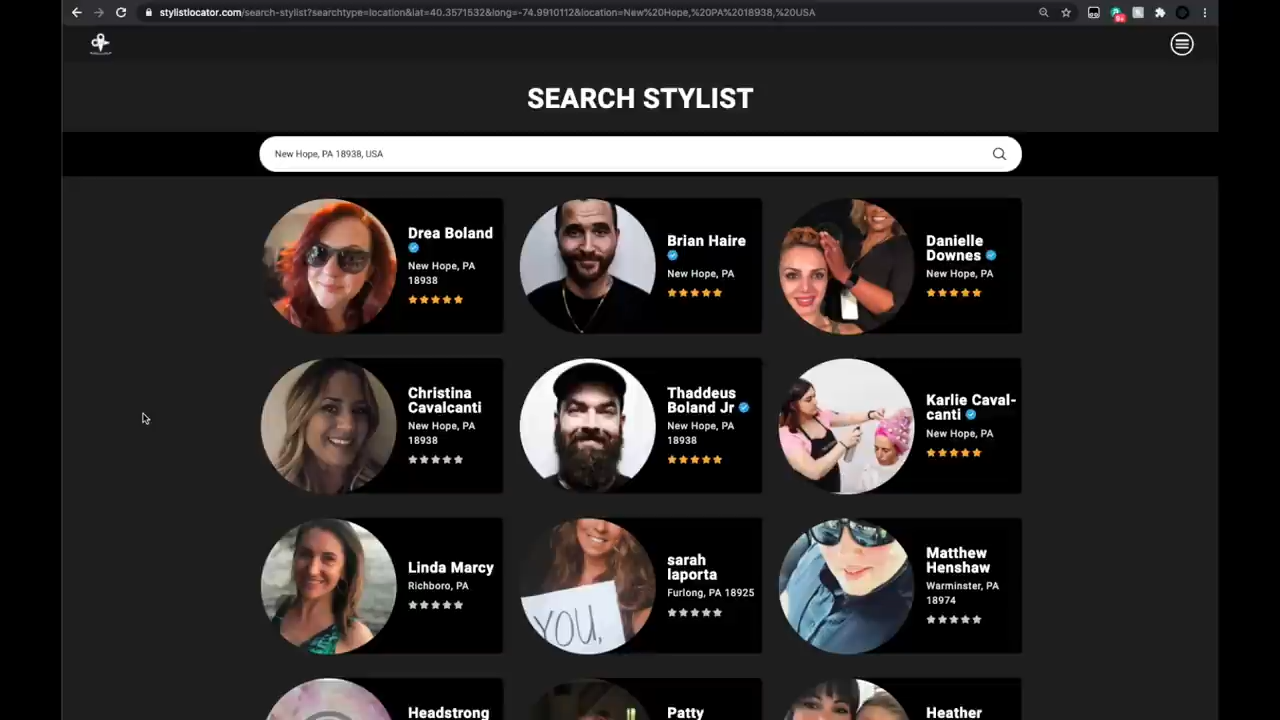 stylistlocator.com/search-stylist?searchtype=location&lat=40.3571532&long=-74.9910112&location=New%20Hope,%20PA%2018938,%20USA
SEARCH STYLIST
New Hope, PA 18938, USA
Drea Boland
New Hope, PA
18938
Brian Haire
New Hope, PA
Danielle
Downes
New Hope, PA
Christina
Cavalcanti
New Hope, PA
18938
Thaddeus
Boland Jr
New Hope, PA
18938
Karlie Caval-
canti
New Hope, PA
Linda Marcy
Richboro, PA
YOU,
sarah
laporta
Furlong, PA 18925
Matthew
Henshaw
Warminster, PA
18974
Headstrong
Patty
Heather